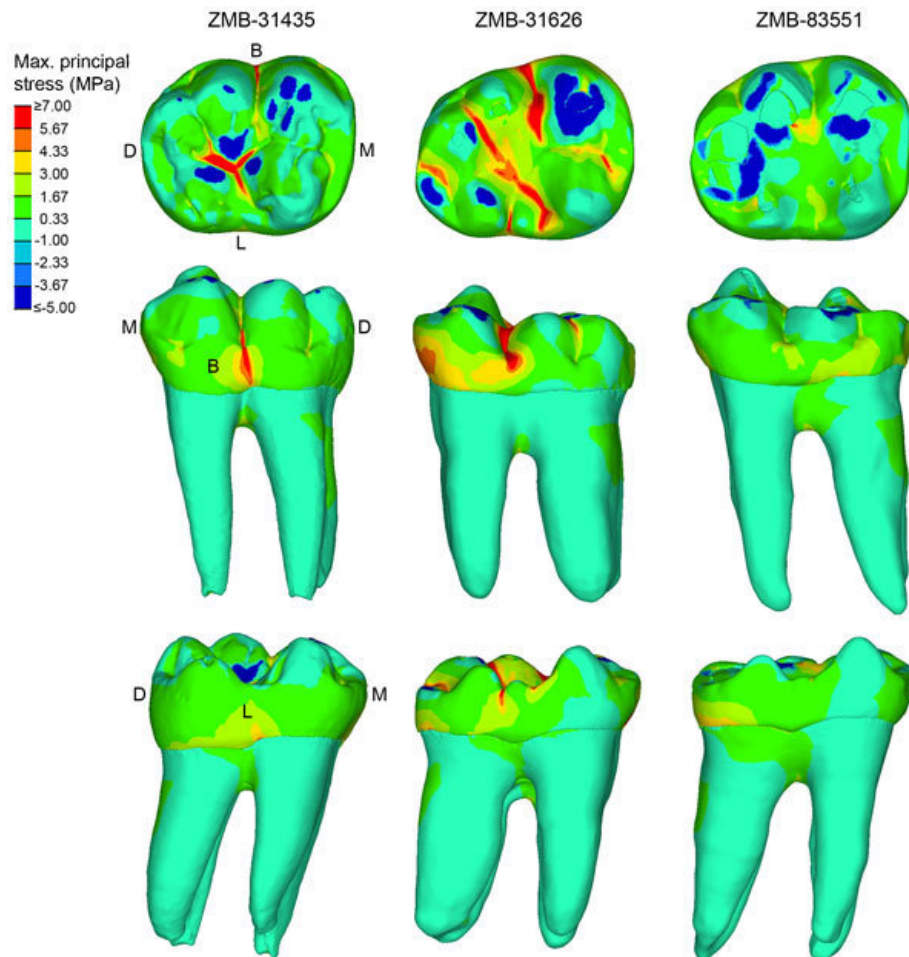 ZMB-31435
ZMB-31626
ZMB-83551
Max. principal
stress (MPa)
≥7.00
5.67
4.33
3.00
1.67
0.33
-1.00
-2.33
-3.67
≤-5.00
B
D
M
L
M
D
B
D
M
L